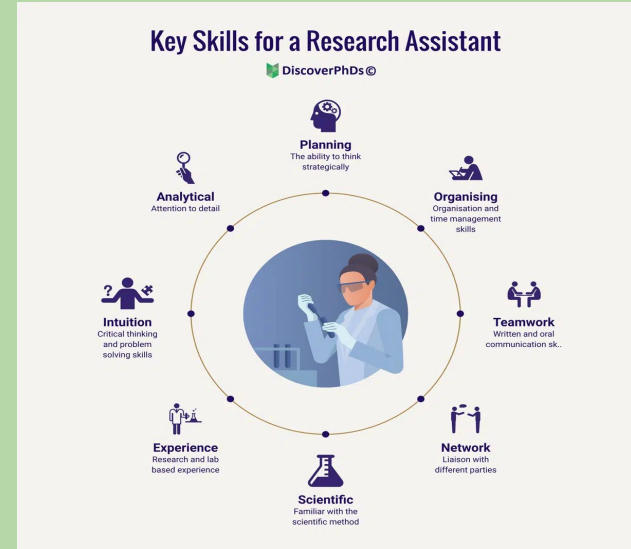 Key Skills for a Research Assistant
DiscoverPhDs©
Planning
The ability to think
strategically
Organising
Organisation and
time management
skills
Teamwork
Written and oral
communication sk..
Network
Liaison with
different parties
Scientific
Familiar with the
scientific method
Experience
Research and lab
based experience
Intuition
Critical thinking
and problem
solving skills
Analytical
Attention to detail
?